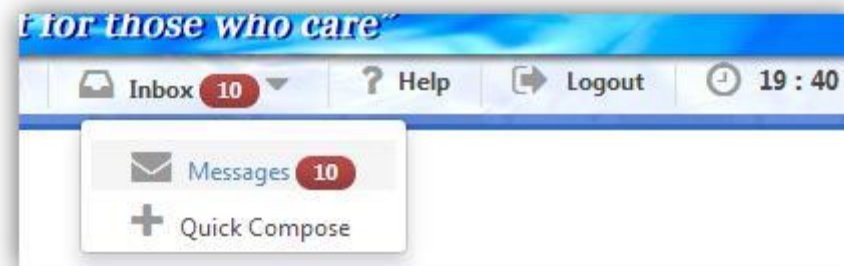 t for those who care"
Inbox 10 ? Help Logout 19 : 40
Messages 10
Quick Compose